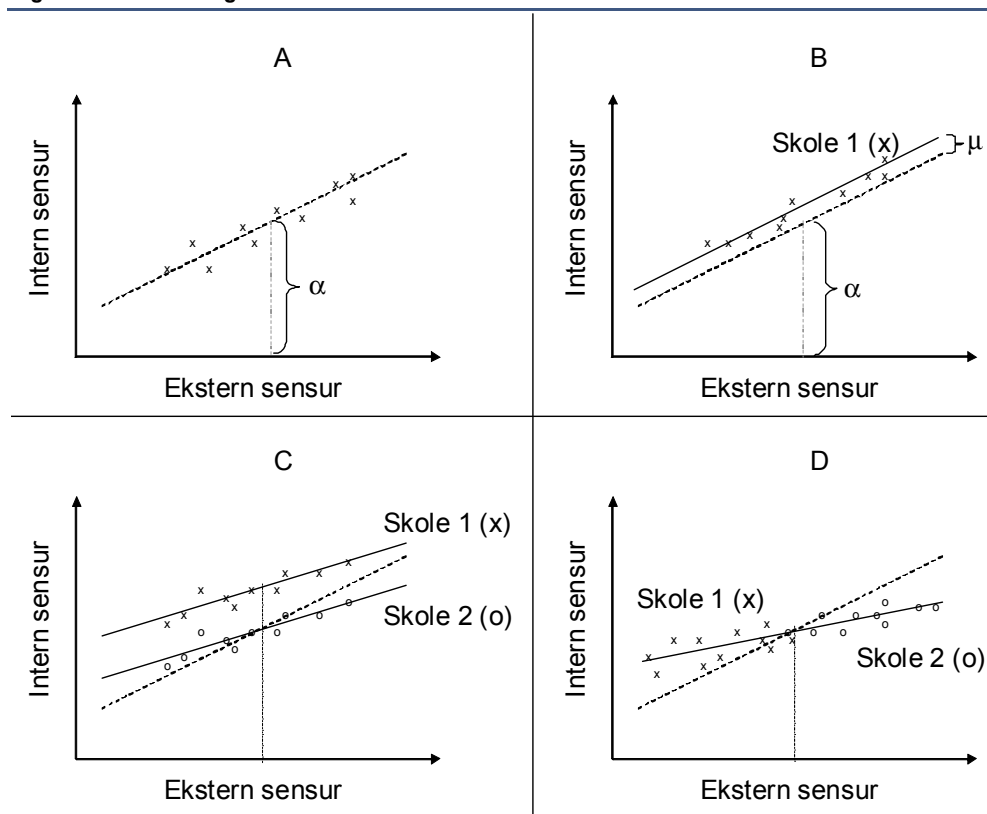 A
Intern sensur
α
Ekstern sensur
B
Intern sensur
Skole 1 (x)
μ
α
Ekstern sensur
C
Intern sensur
Skole 1 (x)
Skole 2 (o)
Ekstern sensur
D
Intern sensur
Skole 1 (x)
Skole 2 (o)
Ekstern sensur